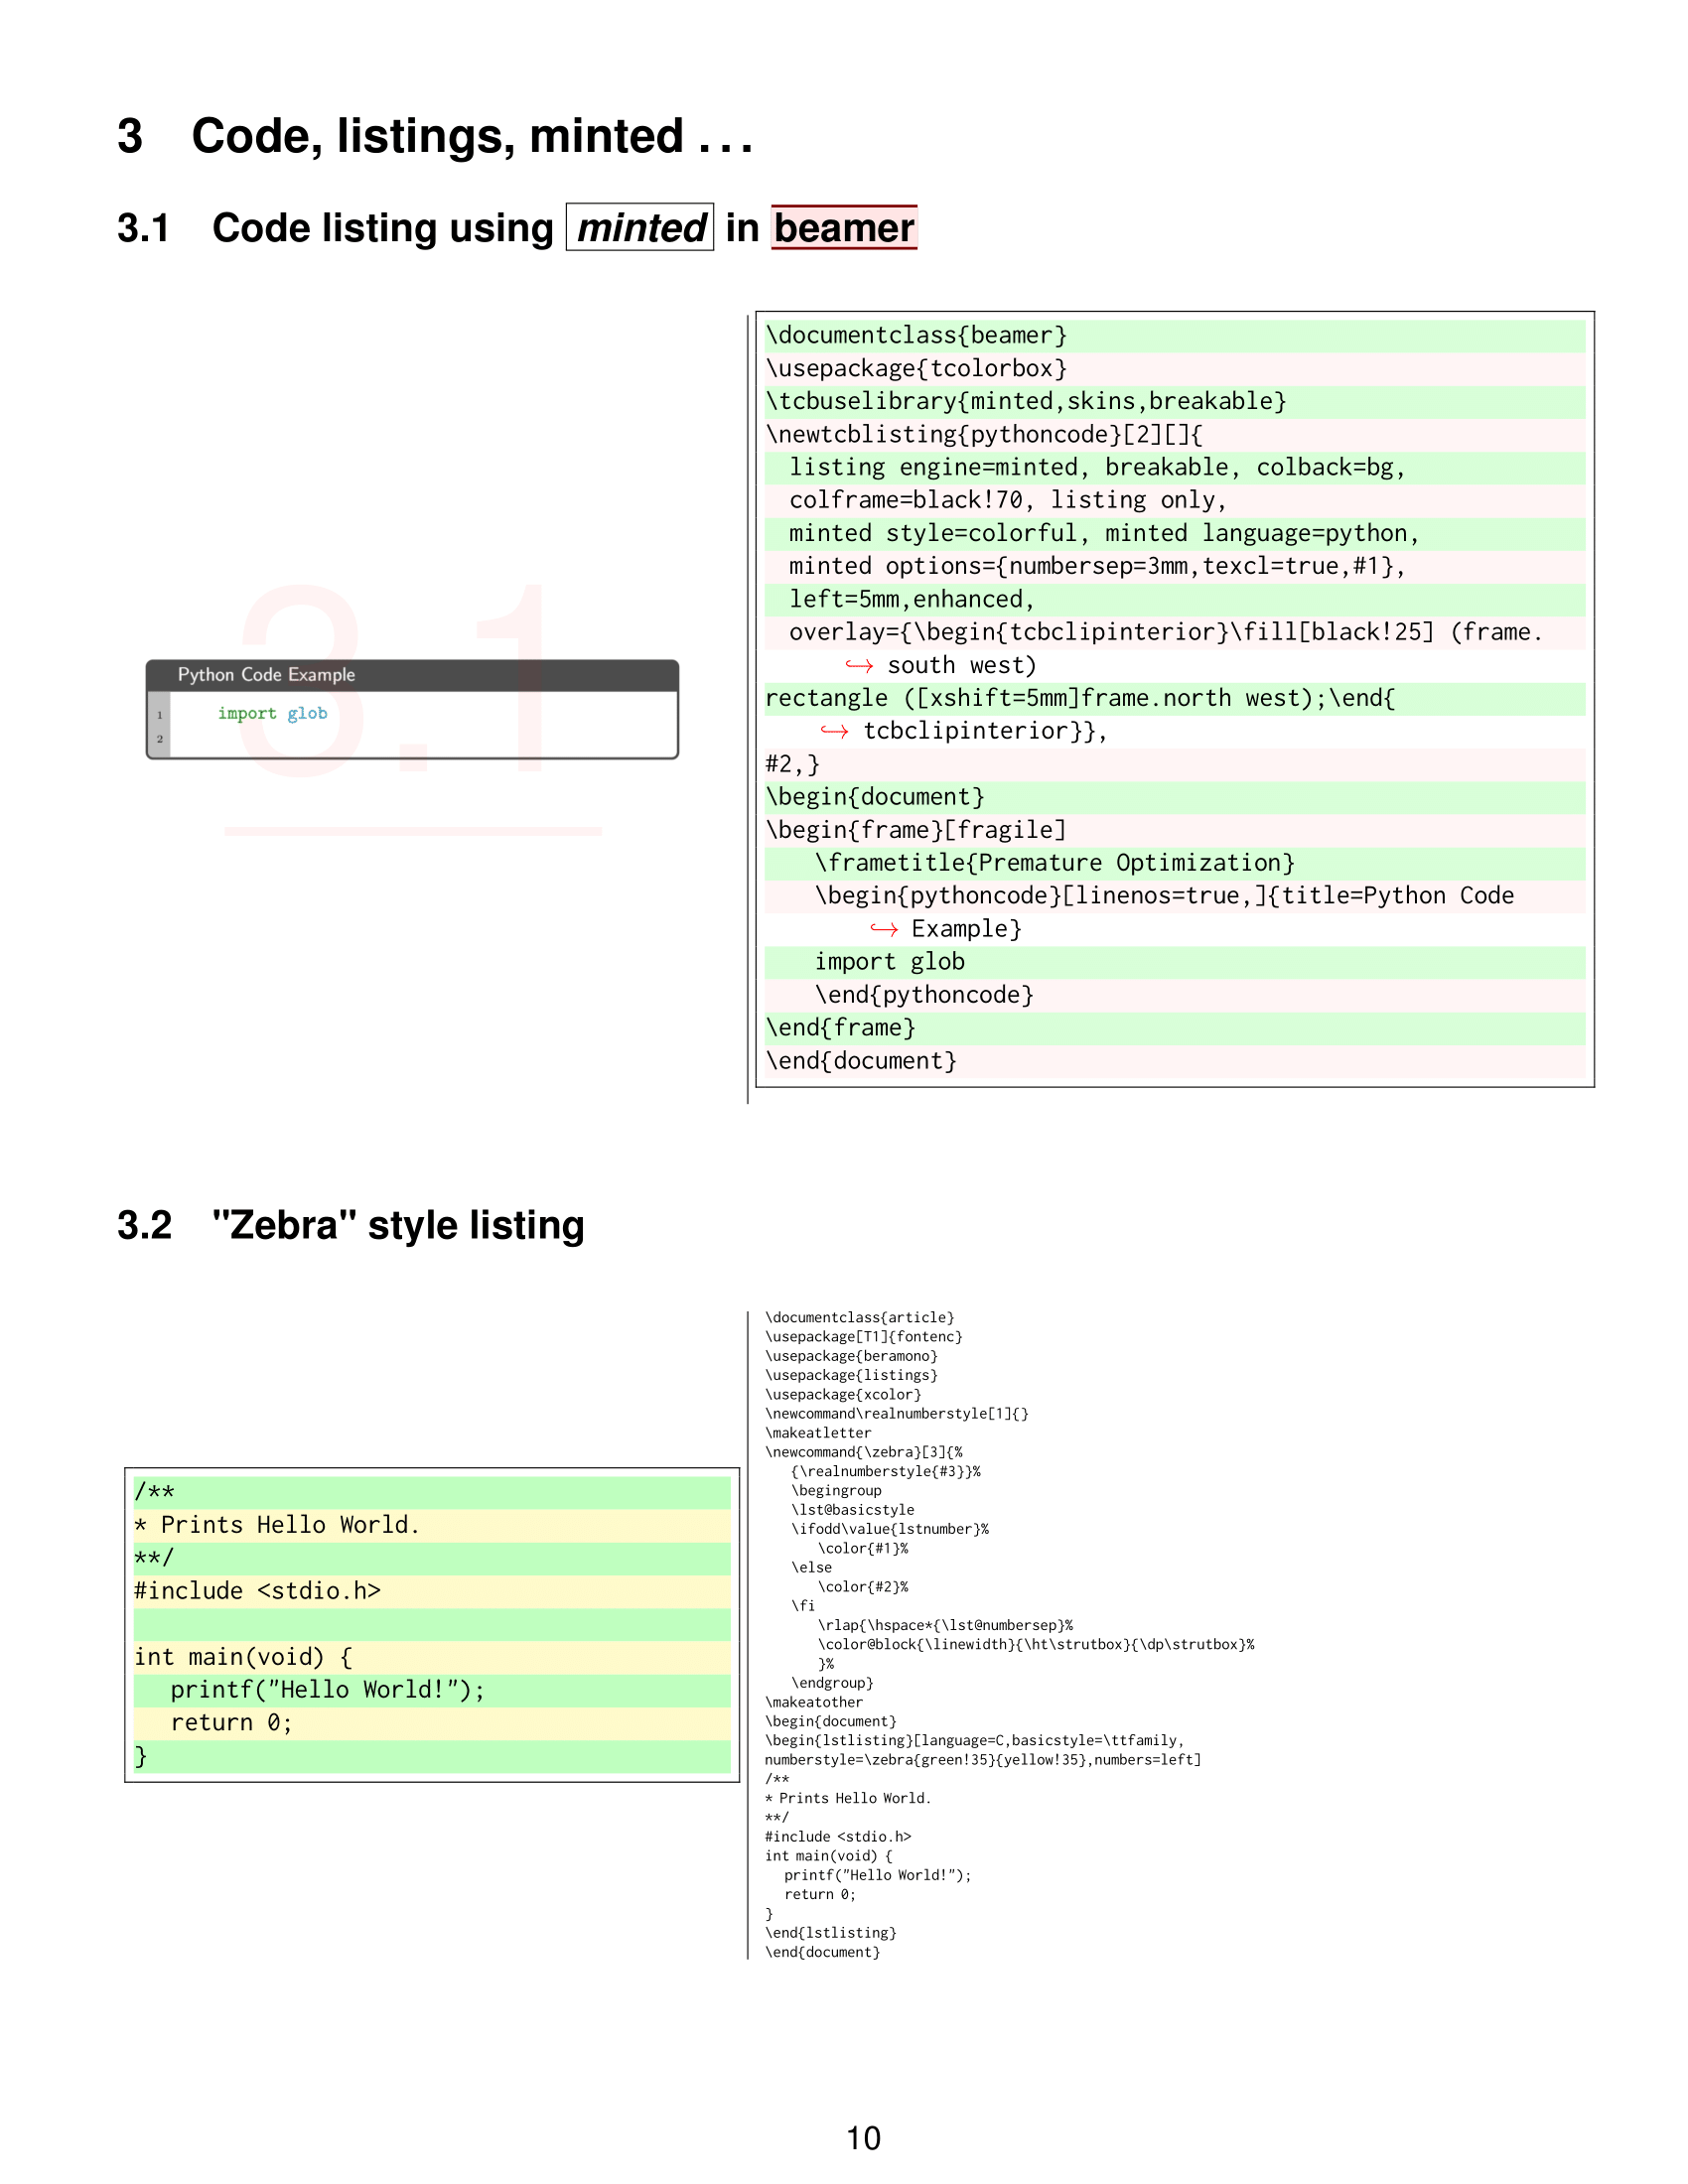 3 Code, listings, minted ...
3.1 Code listing using minted in beamer
3.1
Python Code Example
1 import glob
2
\documentclass{beamer}
\usepackage{tcolorbox}
\tcbuselibrary{minted,skins,breakable}
\newtcblisting{pythoncode}[2][]{
  listing engine=minted, breakable, colback=bg,
  colframe=black!70, listing only,
  minted style=colorful, minted language=python,
  minted options={numbersep=3mm,texcl=true,#1},
  left=5mm,enhanced,
  overlay={\begin{tcbclipinterior}\fill[black!25] (frame.
      ↪ south west)
rectangle ([xshift=5mm]frame.north west);\end{
    ↪ tcbclipinterior}},
#2,}
\begin{document}
\begin{frame}[fragile]
    \frametitle{Premature Optimization}
    \begin{pythoncode}[linenos=true,]{title=Python Code
        ↪ Example}
    import glob
    \end{pythoncode}
\end{frame}
\end{document}
3.2 "Zebra" style listing
/**
* Prints Hello World.
**/
#include <stdio.h>
int main(void) {
   printf("Hello World!");
   return 0;
}
\documentclass{article}
\usepackage[T1]{fontenc}
\usepackage{beramono}
\usepackage{listings}
\usepackage{xcolor}
\newcommand\realnumberstyle[1]{}
\makeatletter
\newcommand{\zebra}[3]{%
    {\realnumberstyle{#3}}%
    \begingroup
    \lst@basicstyle
    \ifodd\value{lstnumber}%
        \color{#1}%
    \else
        \color{#2}%
    \fi
        \rlap{\hspace*{\lst@numbersep}%
        \color@block{\linewidth}{\ht\strutbox}{\dp\strutbox}%
        }%
    \endgroup}
\makeatother
\begin{document}
\begin{lstlisting}[language=C,basicstyle=\ttfamily,
numberstyle=\zebra{green!35}{yellow!35},numbers=left]
/**
* Prints Hello World.
**/
#include <stdio.h>
int main(void) {
   printf("Hello World!");
   return 0;
}
\end{lstlisting}
\end{document}
10